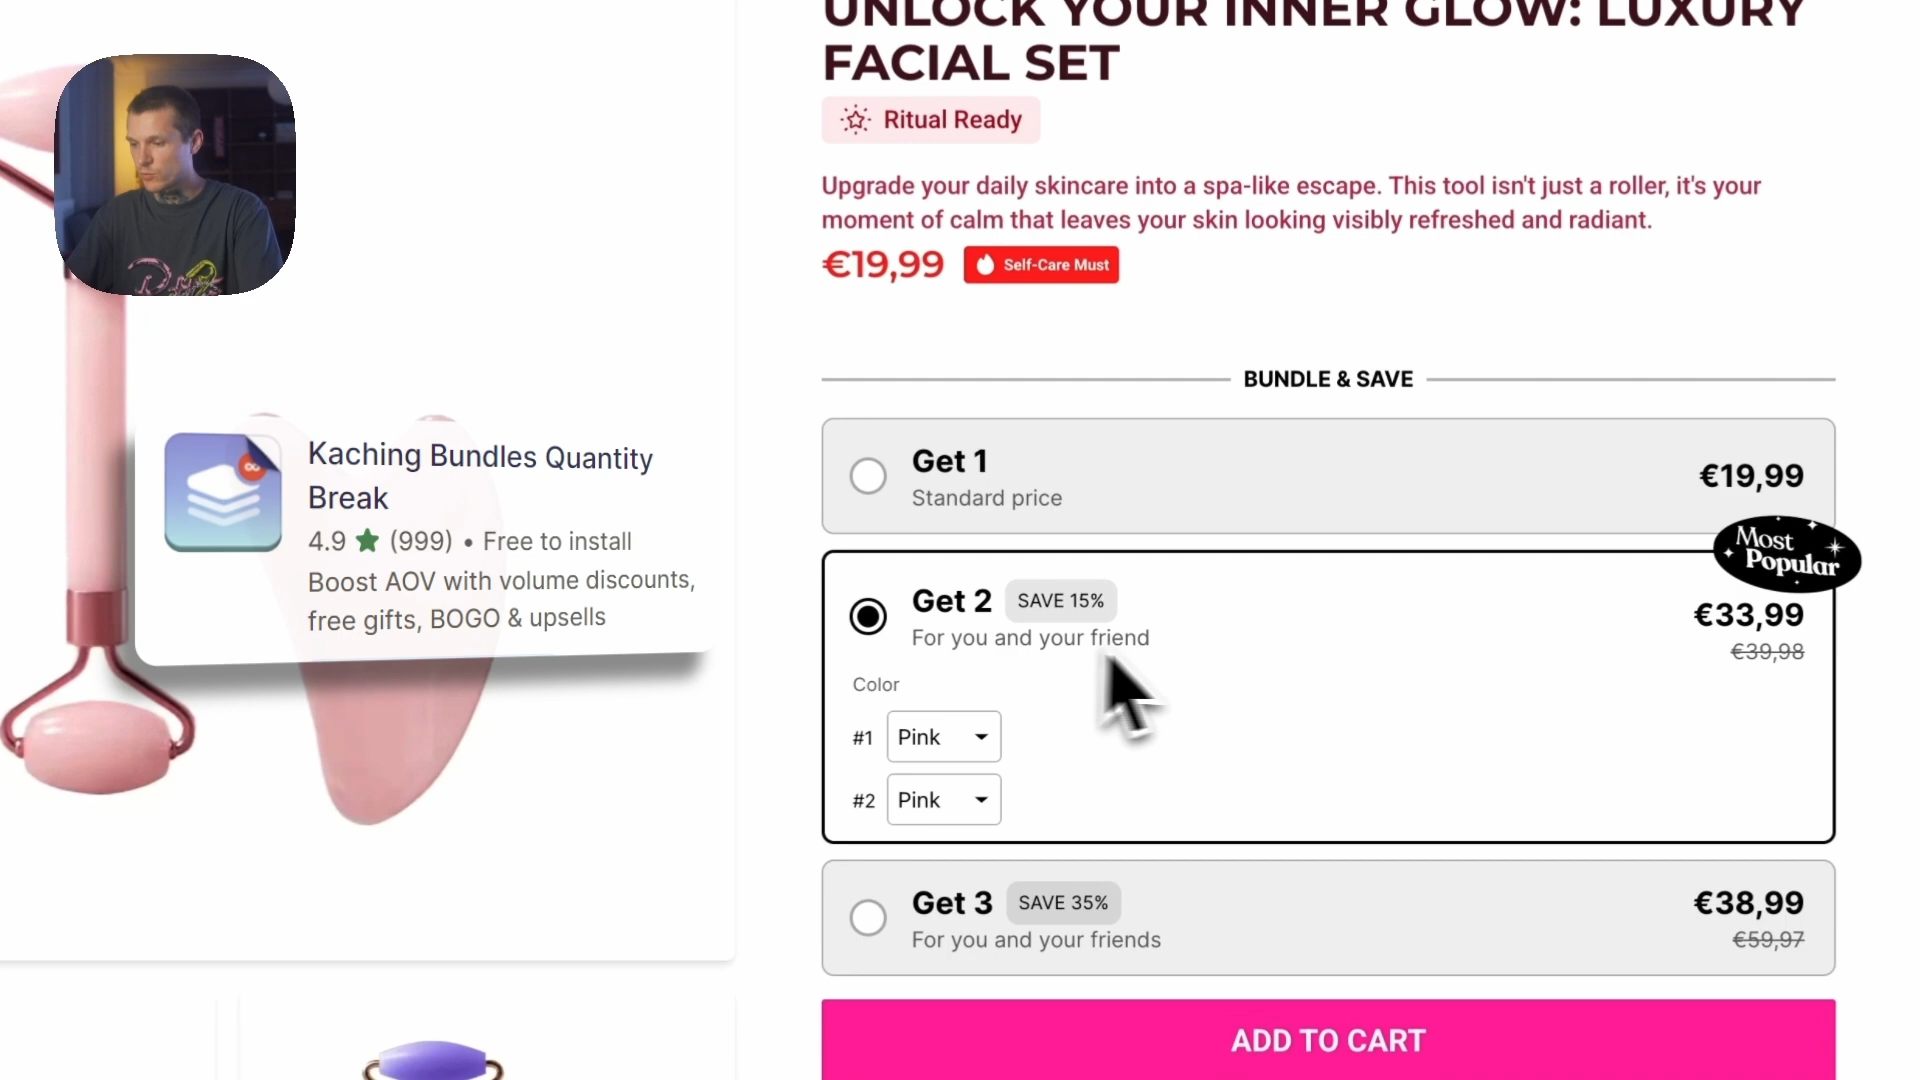 UNLOCK YOUR INNER GLOW: LUXURY
FACIAL SET
Ritual Ready
Upgrade your daily skincare into a spa-like escape. This tool isn't just a roller, it's your
moment of calm that leaves your skin looking visibly refreshed and radiant.
€19,99
Self-Care Must
BUNDLE & SAVE
Get 1
Standard price
€19,99
Most
Popular
Get 2
SAVE 15%
For you and your friend
€33,99
€39,98
Color
#1
Pink
#2
Pink
Get 3
SAVE 35%
For you and your friends
€38,99
€59,97
ADD TO CART
Kaching Bundles Quantity
Break
4.9 ★ (999) • Free to install
Boost AOV with volume discounts,
free gifts, BOGO & upsells